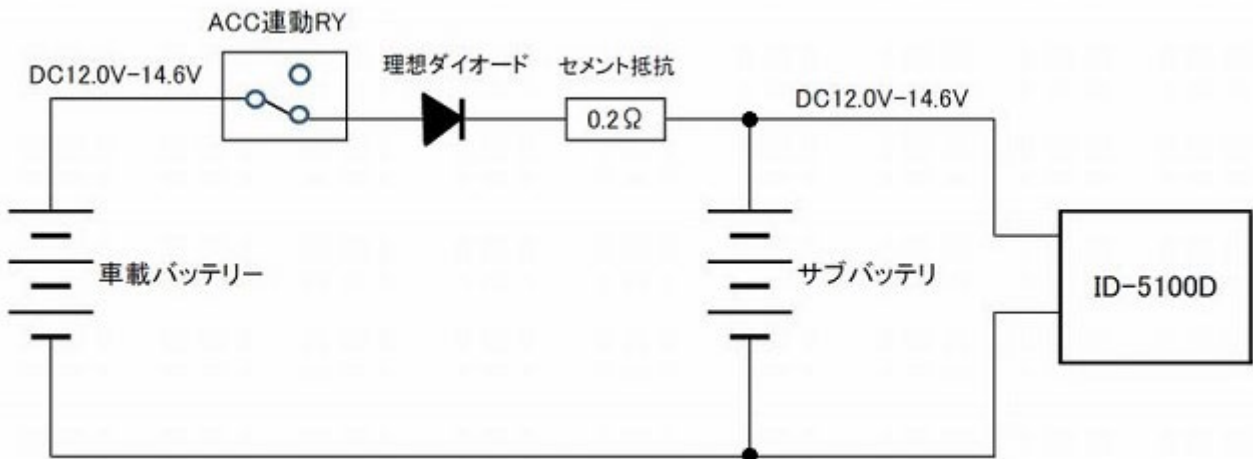 ACC連動RY
DC12.0V-14.6V
理想ダイオード
セメント抵抗
0.2Ω
DC12.0V-14.6V
車載バッテリー
サブバッテリ
ID-5100D